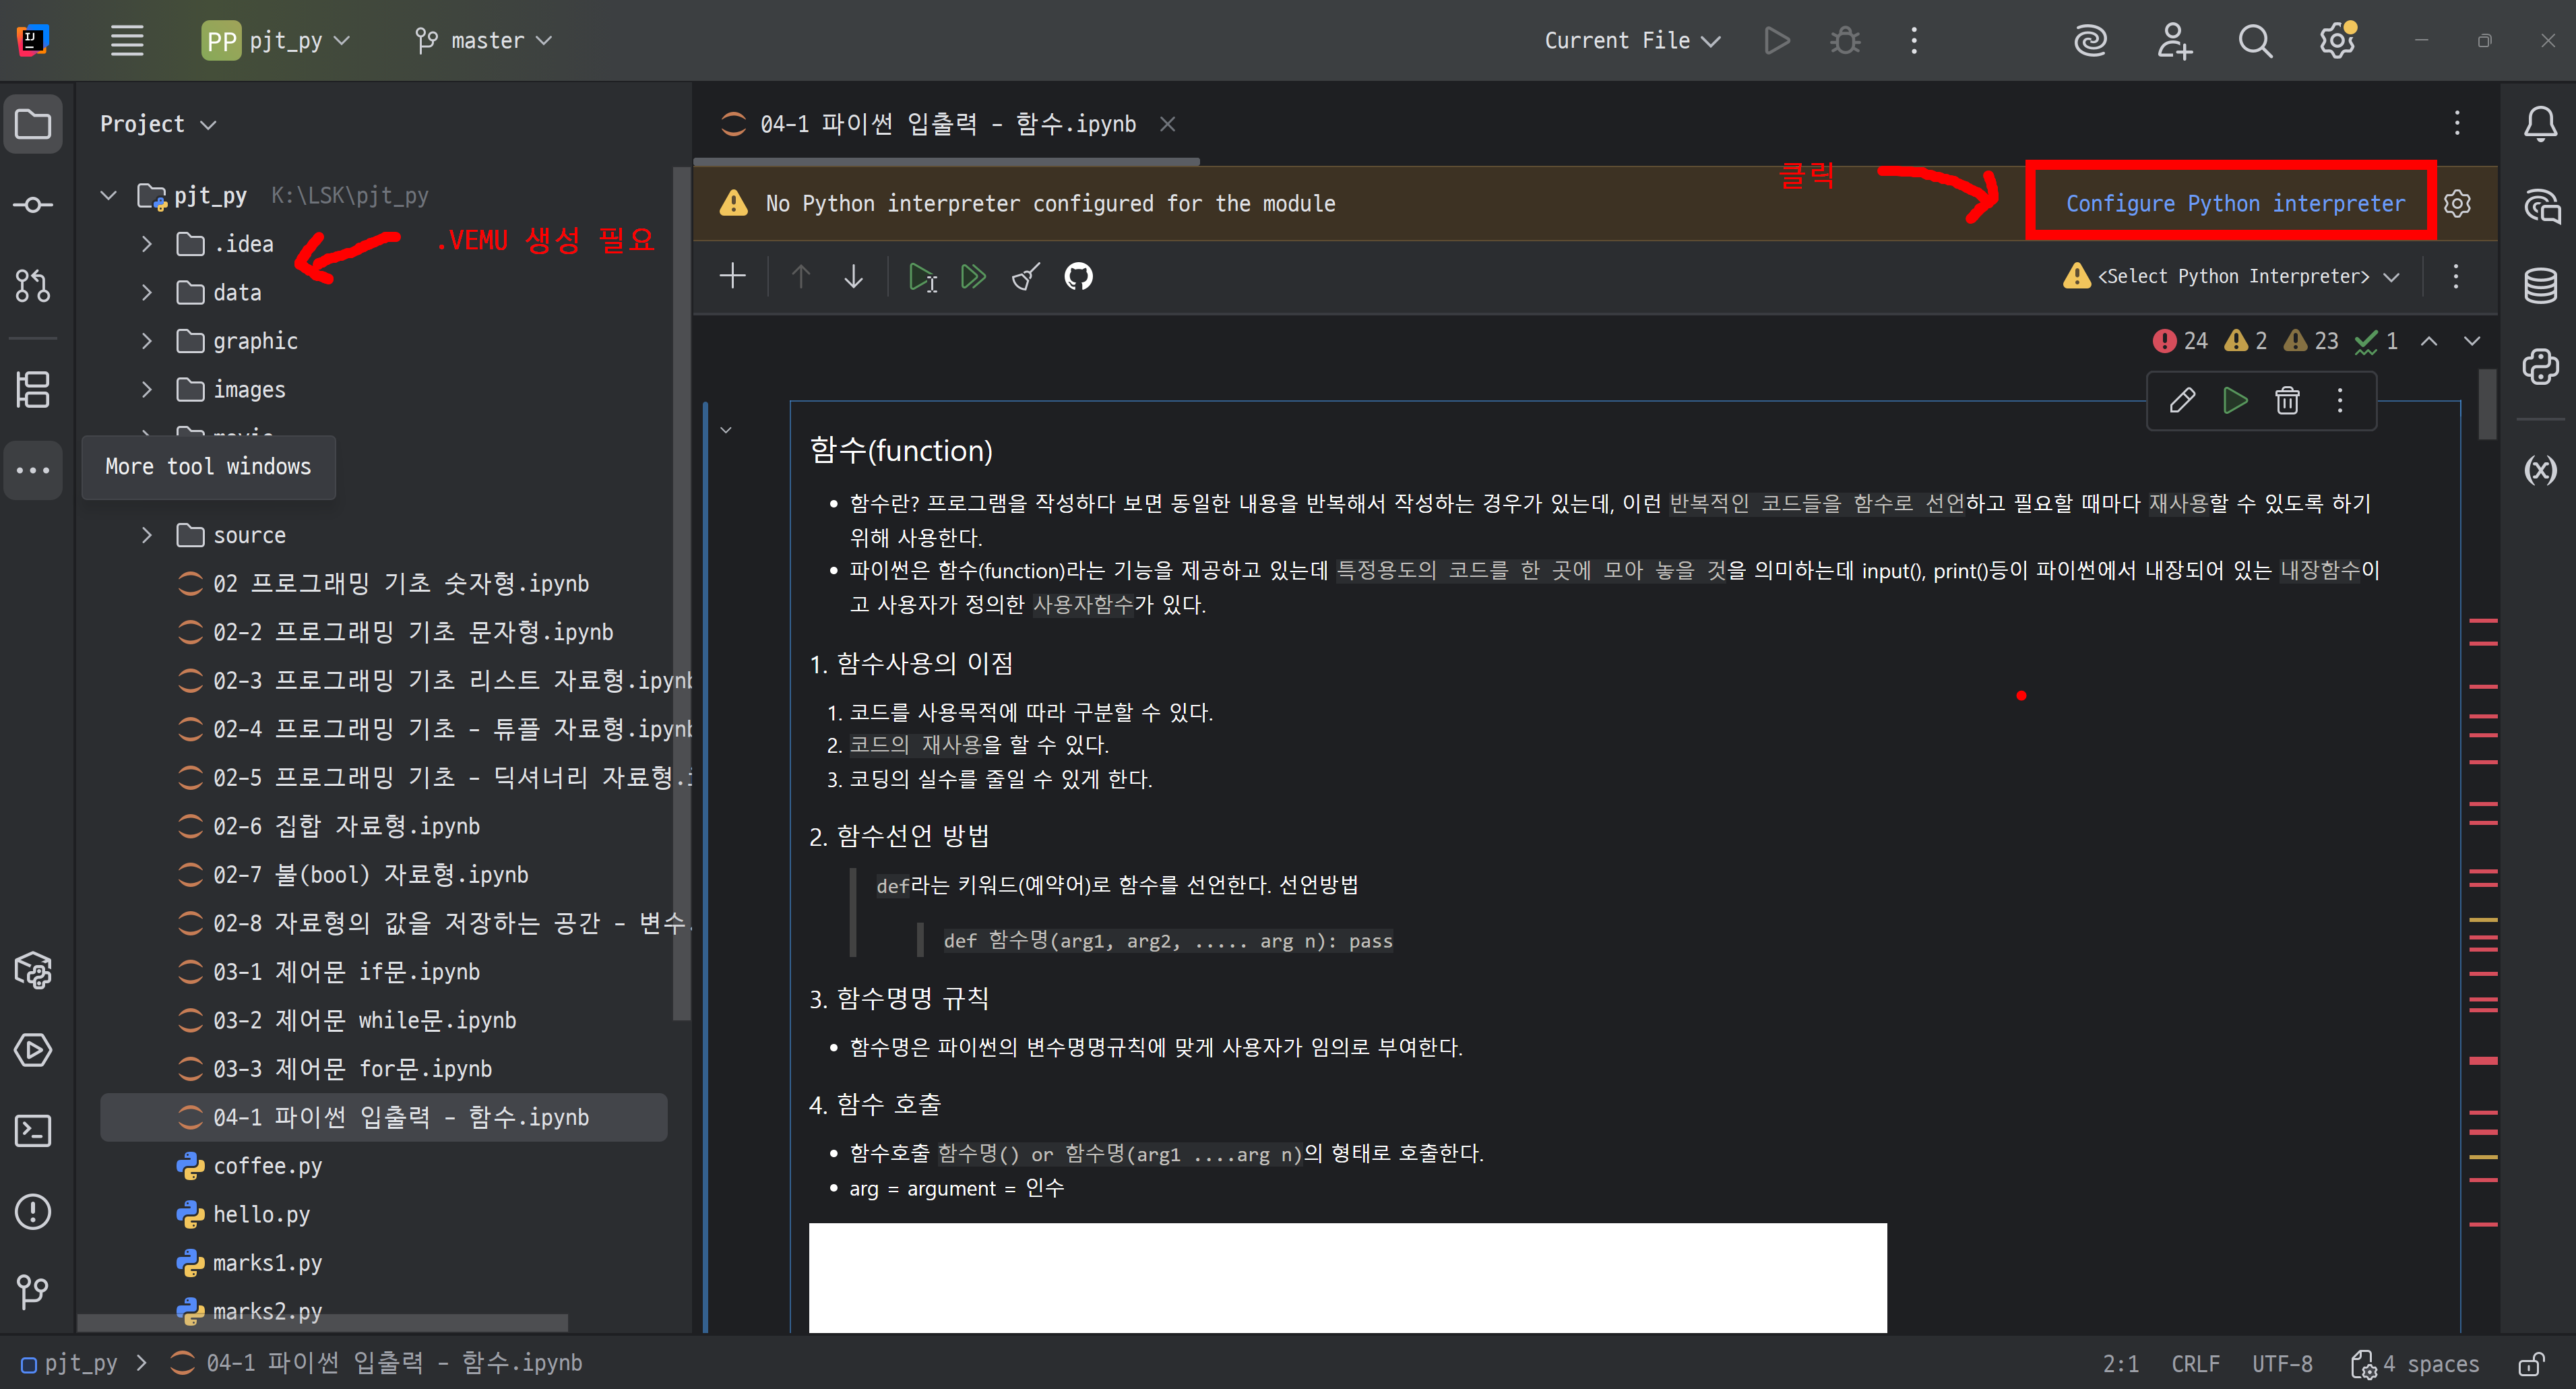 PP pjt_py
master
Current File
Project
04-1 파이썬 입출력 - 함수.ipynb
pjt_py K:\LSK\pjt_py
.idea
.VEMU 생성 필요
data
graphic
images
More tool windows
source
02 프로그래밍 기초 숫자형.ipynb
02-2 프로그래밍 기초 문자형.ipynb
02-3 프로그래밍 기초 리스트 자료형.ipynb
02-4 프로그래밍 기초 - 튜플 자료형.ipynb
02-5 프로그래밍 기초 - 딕셔너리 자료형.i
02-6 집합 자료형.ipynb
02-7 불(bool) 자료형.ipynb
02-8 자료형의 값을 저장하는 공간 - 변수.
03-1 제어문 if문.ipynb
03-2 제어문 while문.ipynb
03-3 제어문 for문.ipynb
04-1 파이썬 입출력 - 함수.ipynb
coffee.py
hello.py
marks1.py
marks2.py
No Python interpreter configured for the module
클릭
Configure Python interpreter
<Select Python Interpreter>
24 2 23 1
함수(function)
함수란? 프로그램을 작성하다 보면 동일한 내용을 반복해서 작성하는 경우가 있는데, 이런 반복적인 코드들을 함수로 선언하고 필요할 때마다 재사용할 수 있도록 하기
위해 사용한다.
파이썬은 함수(function)라는 기능을 제공하고 있는데 특정용도의 코드를 한 곳에 모아 놓을 것을 의미하는데 input(), print()등이 파이썬에서 내장되어 있는 내장함수이
고 사용자가 정의한 사용자함수가 있다.
1. 함수사용의 이점
1. 코드를 사용목적에 따라 구분할 수 있다.
2. 코드의 재사용을 할 수 있다.
3. 코딩의 실수를 줄일 수 있게 한다.
2. 함수선언 방법
def라는 키워드(예약어)로 함수를 선언한다. 선언방법
def 함수명(arg1, arg2, ..... arg n): pass
3. 함수명명 규칙
함수명은 파이썬의 변수명명규칙에 맞게 사용자가 임의로 부여한다.
4. 함수 호출
함수호출 함수명() or 함수명(arg1 ....arg n)의 형태로 호출한다.
arg = argument = 인수
pjt_py
04-1 파이썬 입출력 - 함수.ipynb
2:1 CRLF UTF-8 4 spaces